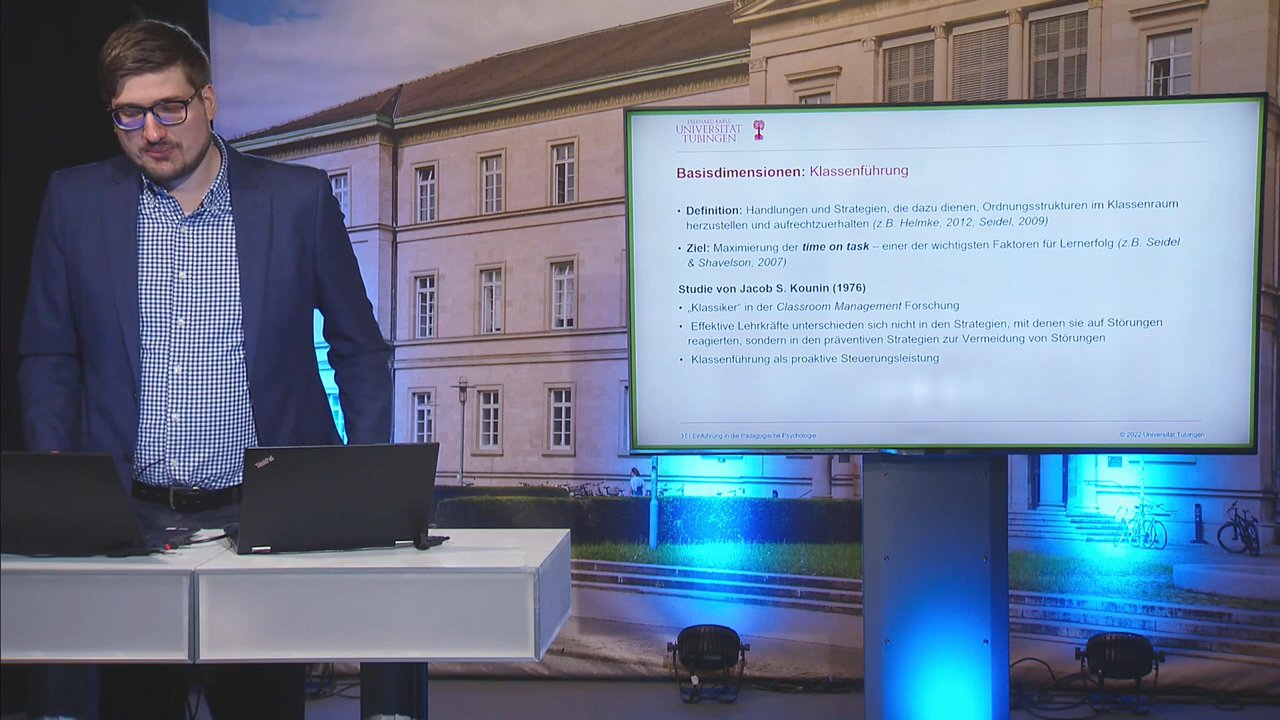 EBERHARD KARLS
UNIVERSITÄT
TÜBINGEN
Basisdimensionen: Klassenführung
• Definition: Handlungen und Strategien, die dazu dienen, Ordnungsstrukturen im Klassenraum
herzustellen und aufrechtzuerhalten (z.B. Helmke, 2012; Seidel, 2009)
• Ziel: Maximierung der time on task – einer der wichtigsten Faktoren für Lernerfolg (z.B. Seidel
& Shavelson, 2007)
Studie von Jacob S. Kounin (1976)
• „Klassiker“ in der Classroom Management Forschung
• Effektive Lehrkräfte unterschieden sich nicht in den Strategien, mit denen sie auf Störungen
reagierten, sondern in den präventiven Strategien zur Vermeidung von Störungen
• Klassenführung als proaktive Steuerungsleistung
37 | Einführung in die Pädagogische Psychologie
© 2022 Universität Tübingen
ThinkPad